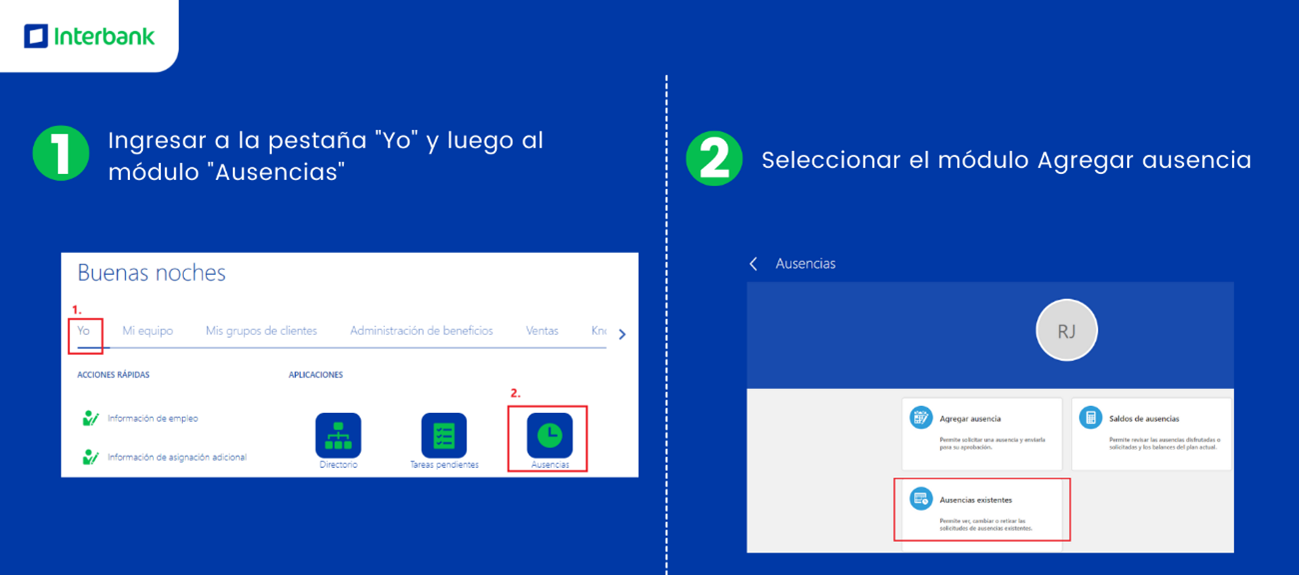 Interbank
1
Ingresar a la pestaña "Yo" y luego al
módulo "Ausencias"
Buenas noches
1.
Yo
Mi equipo
Mis grupos de clientes
Administración de beneficios
Ventas
Knc
ACCIONES RÁPIDAS
APLICACIONES
2.
Información de empleo
Información de asignación adicional
Directorio
Tareas pendientes
Ausencias
2
Seleccionar el módulo Agregar ausencia
Ausencias
RJ
Agregar ausencia
Permite solicitar una ausencia y enviarla
para su aprobación.
Saldos de ausencias
Permite revisar las ausencias disfrutadas o
solicitadas y los balances del plan actual.
Ausencias existentes
Permite ser, cambiar o retirar las
solicitudes de ausencias existentes.